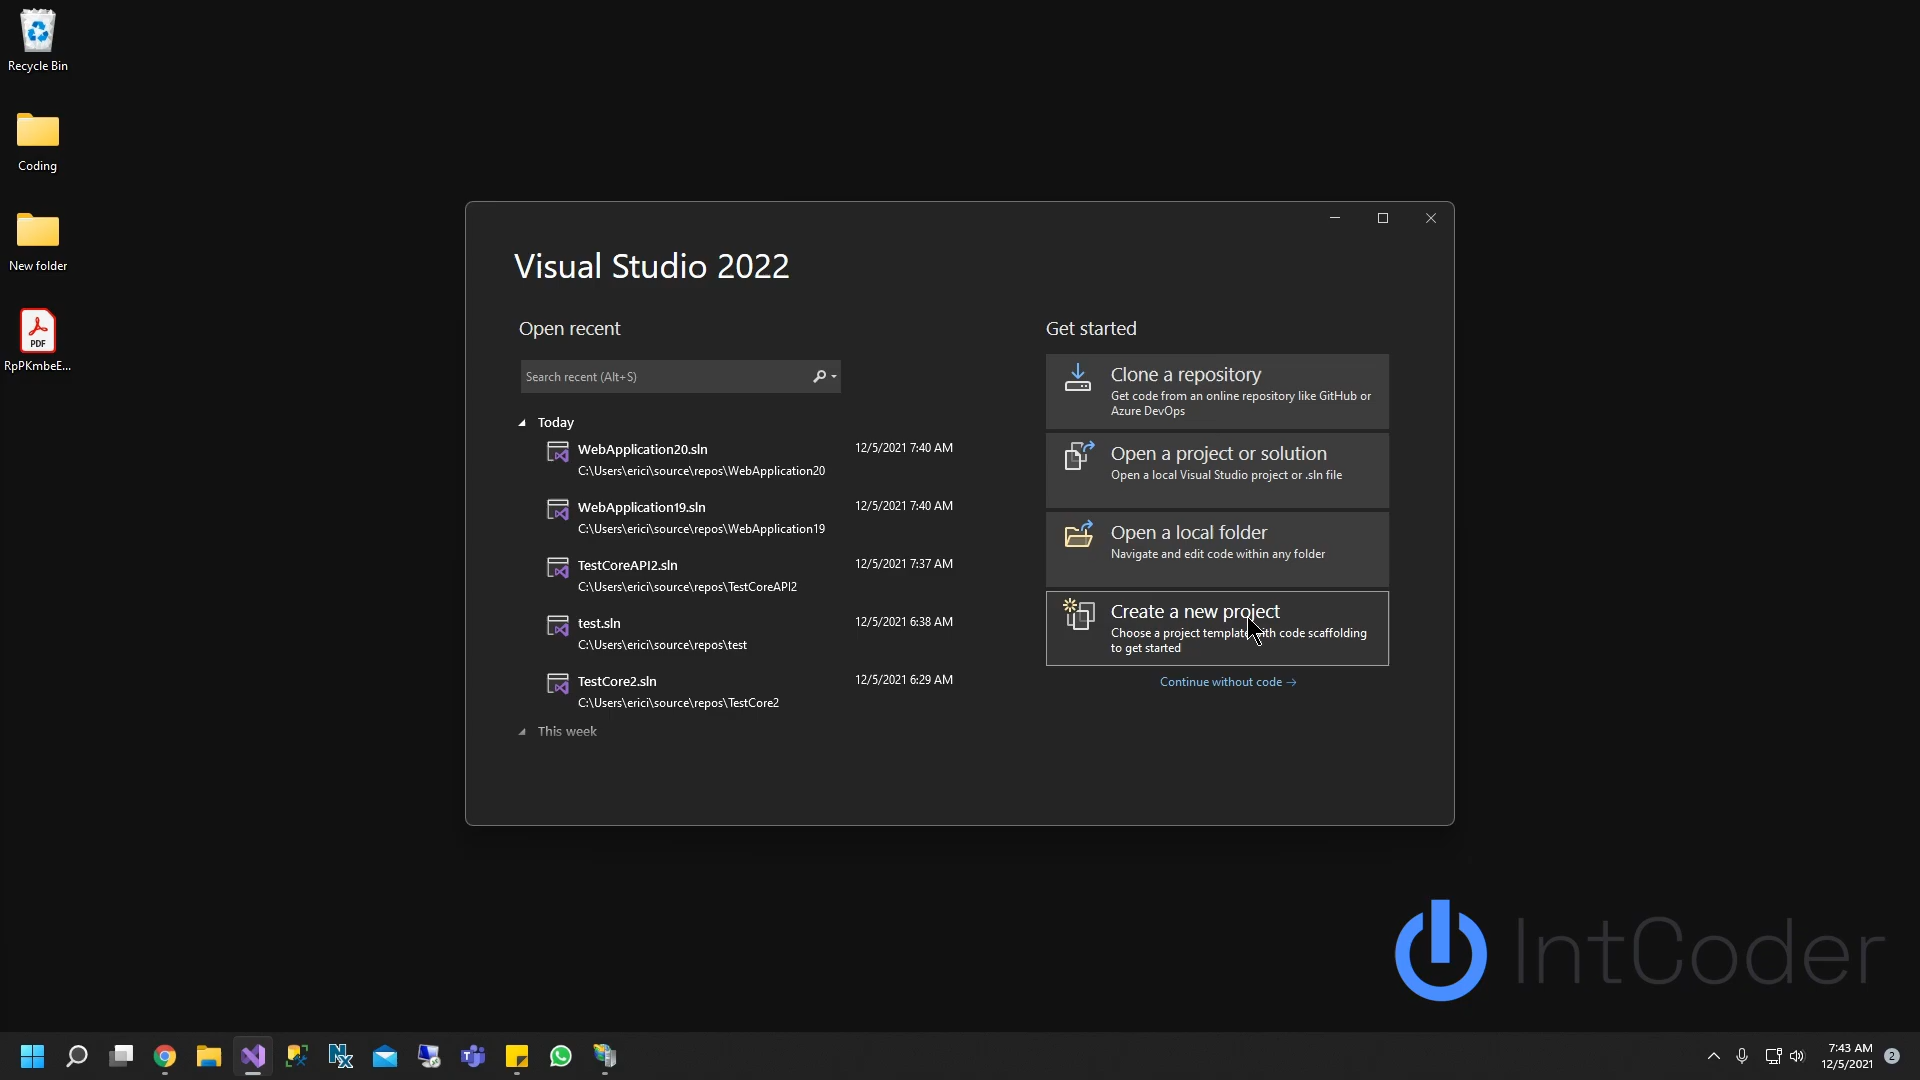 Recycle Bin
Coding
New folder
PDF
RpPKmbeE...
Visual Studio 2022
Open recent
Search recent (Alt+S)
Today
WebApplication20.sln
12/5/2021 7:40 AM
C:\Users\erici\source\repos\WebApplication20
WebApplication19.sln
12/5/2021 7:40 AM
C:\Users\erici\source\repos\WebApplication19
TestCoreAPI2.sln
12/5/2021 7:37 AM
C:\Users\erici\source\repos\TestCoreAPI2
test.sln
12/5/2021 6:38 AM
C:\Users\erici\source\repos\test
TestCore2.sln
12/5/2021 6:29 AM
C:\Users\erici\source\repos\TestCore2
This week
Get started
Clone a repository
Get code from an online repository like GitHub or
Azure DevOps
Open a project or solution
Open a local Visual Studio project or .sln file
Open a local folder
Navigate and edit code within any folder
Create a new project
Choose a project template with code scaffolding
to get started
Continue without code →
IntCoder
7:43 AM
12/5/2021
2